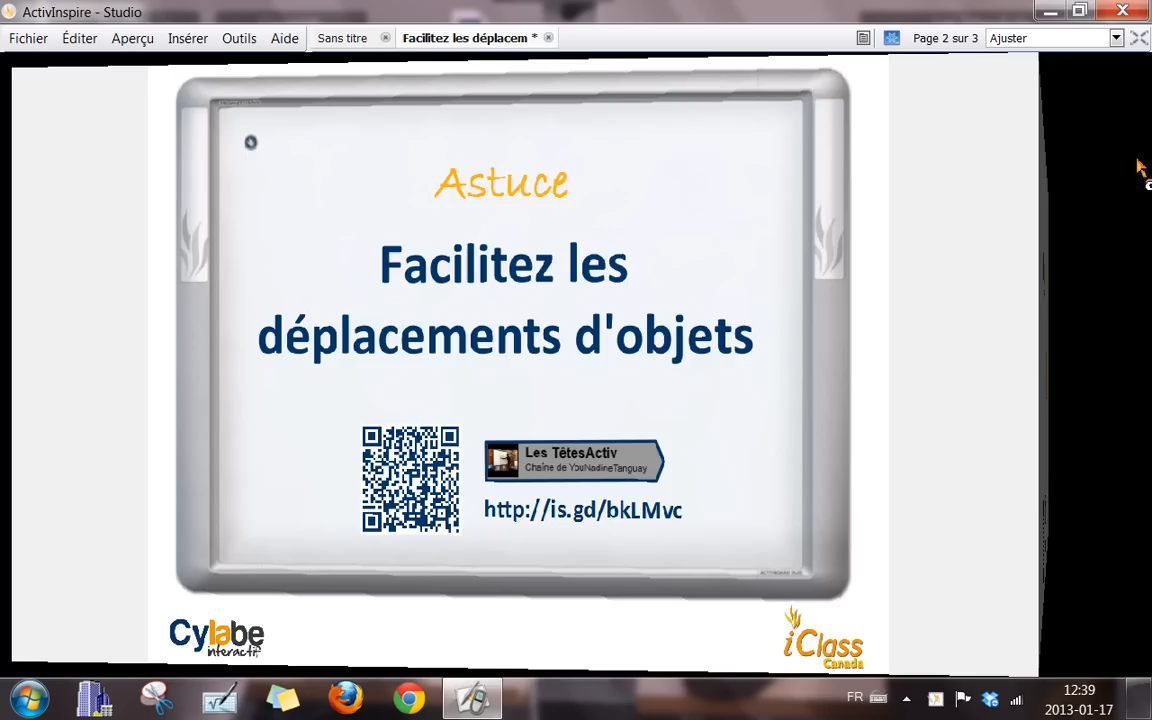 ActivInspire - Studio
Fichier Éditer Aperçu Insérer Outils Aide Sans titre Facilitez les déplacem * Page 2 sur 3 Ajuster
Astuce
Facilitez les
déplacements d'objets
Les TêtesActiv
Chaîne de YouNadineTanguay
http://is.gd/bkLMvc
Cylabe
interactif
iClass
Canada
FR
12:39
2013-01-17